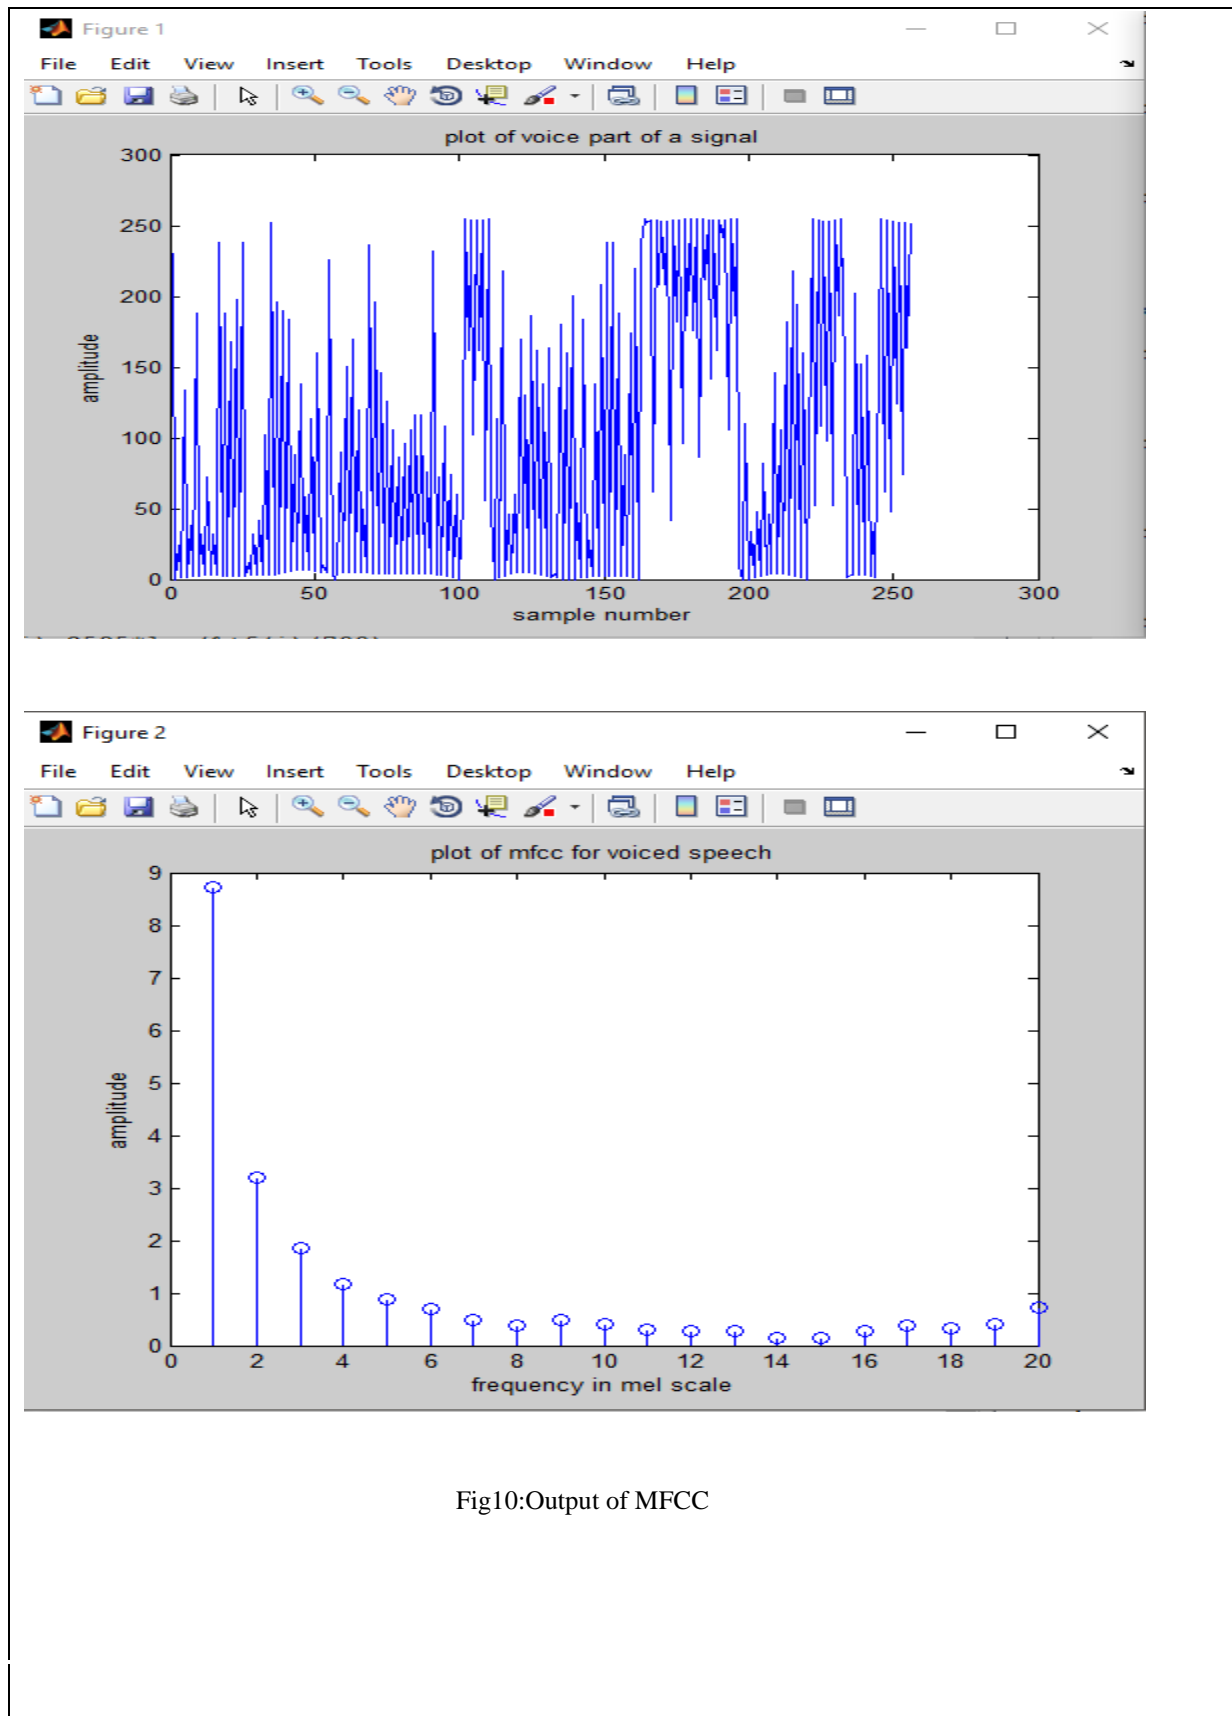 Figure 1
File Edit View Insert Tools Desktop Window Help
plot of voice part of a signal
300
250
200
150
100
50
0
amplitude
0 50 100 150 200 250 300
sample number
Figure 2
File Edit View Insert Tools Desktop Window Help
plot of mfcc for voiced speech
9
8
7
6
5
4
3
2
1
0
amplitude
0 2 4 6 8 10 12 14 16 18 20
frequency in mel scale
Fig10:Output of MFCC